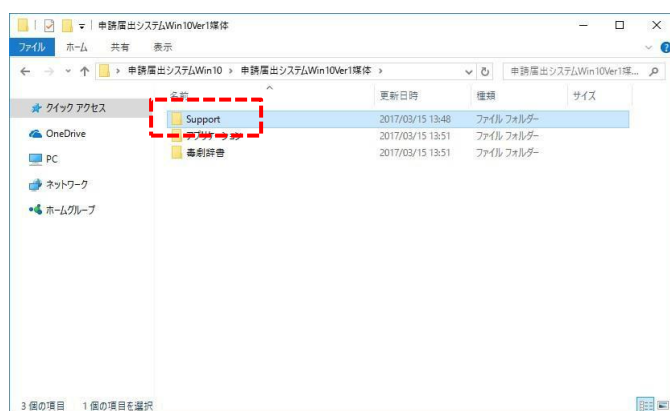 申請届出システムWin10Ver1媒体
ファイル ホーム 共有 表示
申請届出システムWin10 › 申請届出システムWin10Ver1媒体 ›
申請届出システムWin10Ver1媒...
名前 更新日時 種類 サイズ
クイック アクセス
Support 2017/03/15 13:48 ファイル フォルダー
OneDrive
アプリケーション 2017/03/15 13:51 ファイル フォルダー
毒劇辞書 2017/03/15 13:51 ファイル フォルダー
PC
ネットワーク
ホームグループ
3 個の項目 1 個の項目を選択